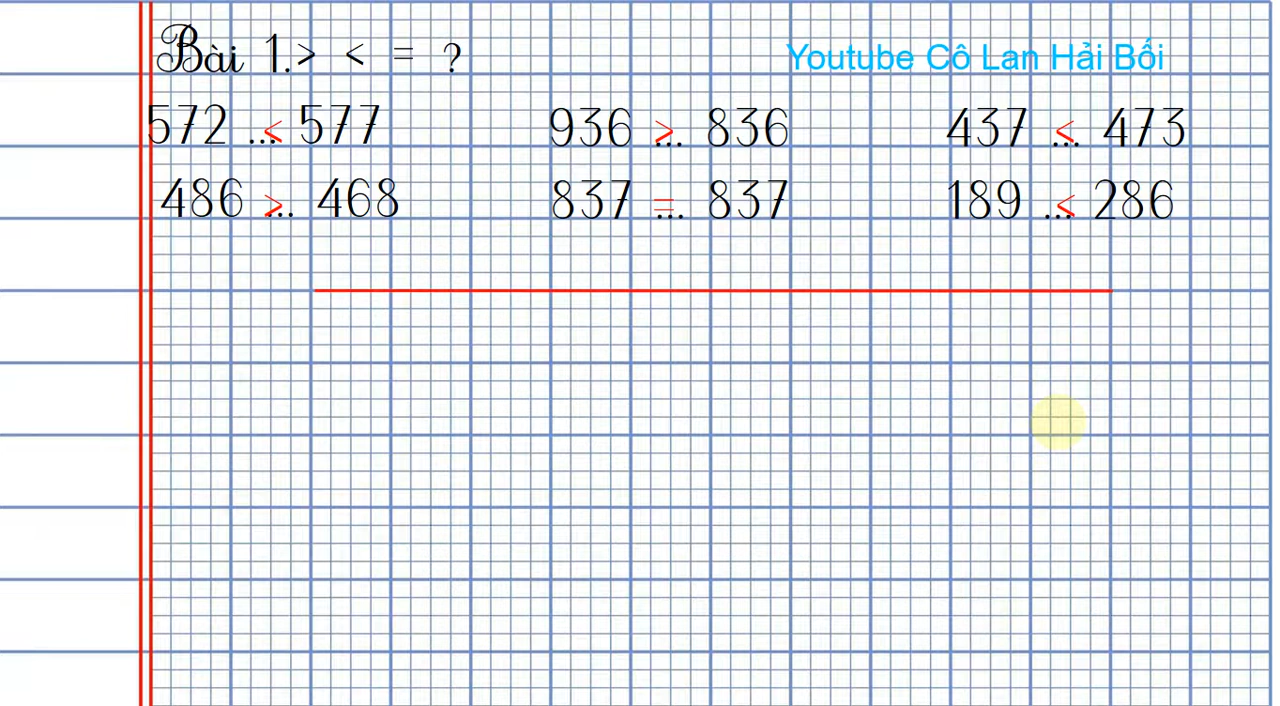 Bài 1. > < = ? Youtube Cô Lan Hải Bối
572 ...< 577 936 >... 836 437 <... 473
486 >... 468 837 =... 837 189 ...< 286